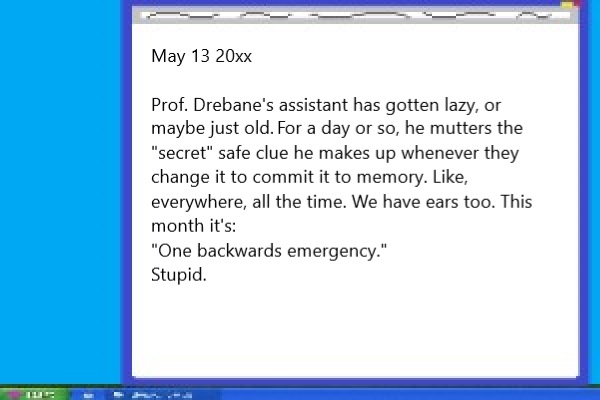 May 13 20xx
Prof. Drebane's assistant has gotten lazy, or
maybe just old. For a day or so, he mutters the
"secret" safe clue he makes up whenever they
change it to commit it to memory. Like,
everywhere, all the time. We have ears too. This
month it's:
"One backwards emergency."
Stupid.